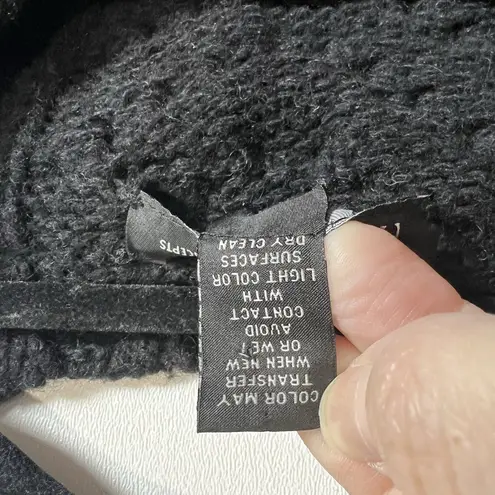 COLOR MAY
TRANSFER
WHEN NEW
OR WET
AVOID
CONTACT
WITH
LIGHT COLOR
SURFACES
DRY CLEAN